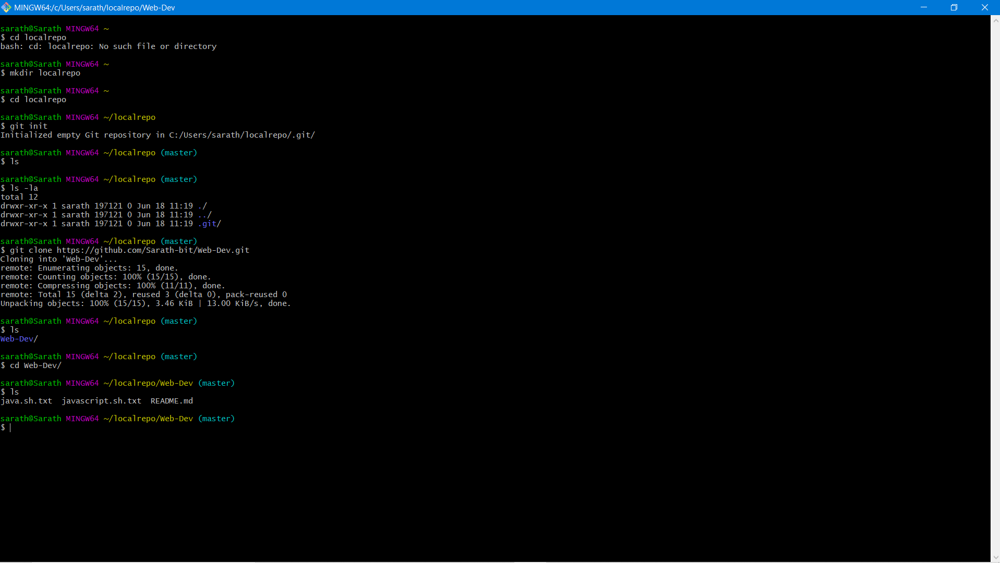 MINGW64:/c/Users/sarath/localrepo/Web-Dev
sarath@Sarath MINGW64 ~
$ cd localrepo
bash: cd: localrepo: No such file or directory
sarath@Sarath MINGW64 ~
$ mkdir localrepo
sarath@Sarath MINGW64 ~
$ cd localrepo
sarath@Sarath MINGW64 ~/localrepo
$ git init
Initialized empty Git repository in C:/Users/sarath/localrepo/.git/
sarath@Sarath MINGW64 ~/localrepo (master)
$ ls
sarath@Sarath MINGW64 ~/localrepo (master)
$ ls -la
total 12
drwxr-xr-x 1 sarath 197121 0 Jun 18 11:19 ./
drwxr-xr-x 1 sarath 197121 0 Jun 18 11:19 ../
drwxr-xr-x 1 sarath 197121 0 Jun 18 11:19 .git/
sarath@Sarath MINGW64 ~/localrepo (master)
$ git clone https://github.com/Sarath-bit/Web-Dev.git
Cloning into 'Web-Dev'...
remote: Enumerating objects: 15, done.
remote: Counting objects: 100% (15/15), done.
remote: Compressing objects: 100% (11/11), done.
remote: Total 15 (delta 2), reused 3 (delta 0), pack-reused 0
Unpacking objects: 100% (15/15), 3.46 KiB | 13.00 KiB/s, done.
sarath@Sarath MINGW64 ~/localrepo (master)
$ ls
Web-Dev/
sarath@Sarath MINGW64 ~/localrepo (master)
$ cd Web-Dev/
sarath@Sarath MINGW64 ~/localrepo/Web-Dev (master)
$ ls
java.sh.txt  javascript.sh.txt  README.md
sarath@Sarath MINGW64 ~/localrepo/Web-Dev (master)
$